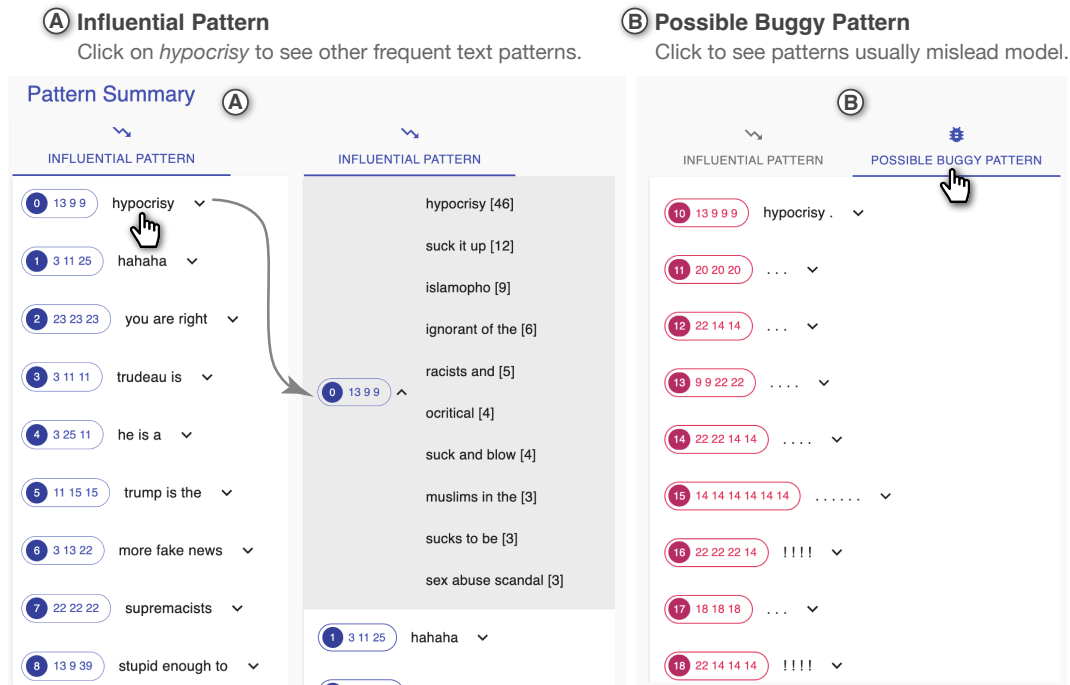 A Influential Pattern
Click on hypocrisy to see other frequent text patterns.
B Possible Buggy Pattern
Click to see patterns usually mislead model.
Pattern Summary
A
INFLUENTIAL PATTERN
0 13 9 9 hypocrisy
1 3 11 25 hahaha
2 23 23 23 you are right
3 3 11 11 trudeau is
4 3 25 11 he is a
5 11 15 15 trump is the
6 3 13 22 more fake news
7 22 22 22 supremacists
8 13 9 39 stupid enough to
INFLUENTIAL PATTERN
0 13 9 9
hypocrisy [46]
suck it up [12]
islamopho [9]
ignorant of the [6]
racists and [5]
ocritical [4]
suck and blow [4]
muslims in the [3]
sucks to be [3]
sex abuse scandal [3]
1 3 11 25 hahaha
B
INFLUENTIAL PATTERN
POSSIBLE BUGGY PATTERN
10 13 9 9 9 hypocrisy .
11 20 20 20 . . .
12 22 14 14 . . .
13 9 9 22 22 . . . .
14 22 22 14 14 . . . .
15 14 14 14 14 14 14 . . . . . .
16 22 22 22 14 ! ! ! !
17 18 18 18 . . .
18 22 14 14 14 ! ! ! !